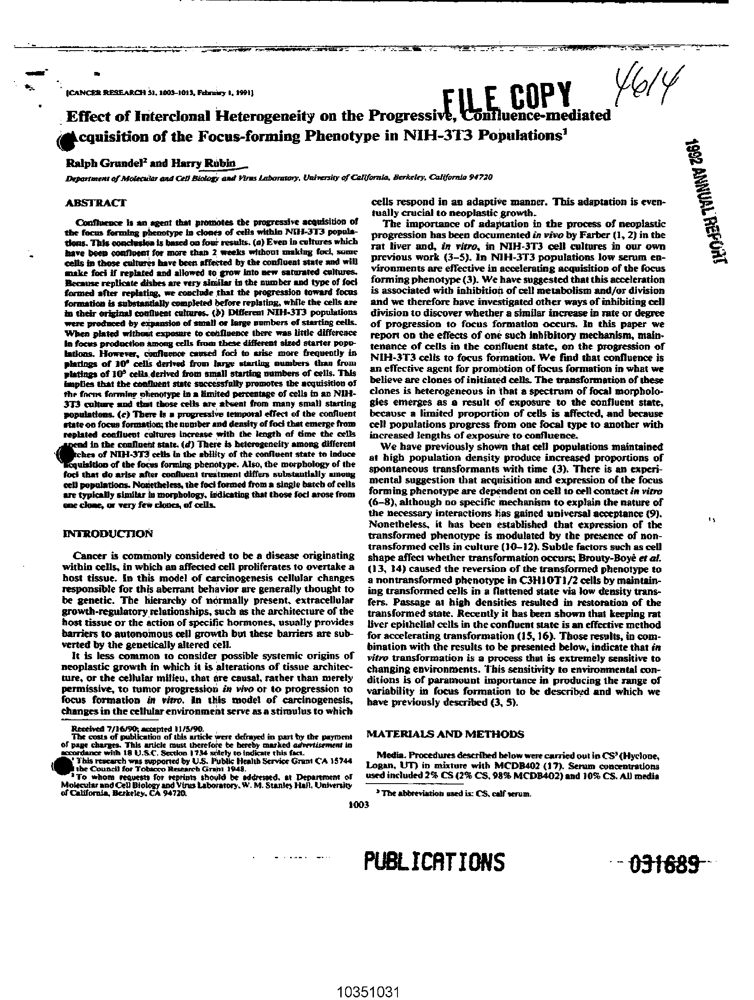 [CANCER RESEARCH 51, 1003-1013, February 1, 1991]
FILE COPY
4614
Effect of Interclonal Heterogeneity on the Progressive, Confluence-mediated
Acquisition of the Focus-forming Phenotype in NIH-3T3 Populations¹
Ralph Grundel² and Harry Rubin
Department of Molecular and Cell Biology and Virus Laboratory, University of California, Berkeley, California 94720
1992 ANNUAL REPORT
ABSTRACT
Confluence is an agent that promotes the progressive acquisition of
the focus forming phenotype in clones of cells within NIH-3T3 popula-
tions. This conclusion is based on four results. (a) Even in cultures which
have been confluent for more than 2 weeks without making foci, some
cells in those cultures have been affected by the confluent state and will
make foci if replated and allowed to grow into new saturated cultures.
Because replicate dishes are very similar in the number and type of foci
formed after replating, we conclude that the progression toward focus
formation is substantially completed before replating, while the cells are
in their original confluent cultures. (b) Different NIH-3T3 populations
were produced by expansion of small or large numbers of starting cells.
When plated without exposure to confluence there was little difference
in focus production among cells from these different sized starter popu-
lations. However, confluence caused foci to arise more frequently in
platings of 10⁵ cells derived from large starting numbers than from
platings of 10⁵ cells derived from small starting numbers of cells. This
implies that the confluent state successfully promotes the acquisition of
the focus forming phenotype in a limited percentage of cells in an NIH-
3T3 culture and that those cells are absent from many small starting
populations. (c) There is a progressive temporal effect of the confluent
state on focus formation; the number and density of foci that emerge from
replated confluent cultures increase with the length of time the cells
spend in the confluent state. (d) There is heterogeneity among different
tches of NIH-3T3 cells in the ability of the confluent state to induce
acquisition of the focus forming phenotype. Also, the morphology of the
foci that do arise after confluent treatment differs substantially among
cell populations. Nonetheless, the foci formed from a single batch of cells
are typically similar in morphology, indicating that those foci arose from
one clone, or very few clones, of cells.
INTRODUCTION
Cancer is commonly considered to be a disease originating
within cells, in which an affected cell proliferates to overtake a
host tissue. In this model of carcinogenesis cellular changes
responsible for this aberrant behavior are generally thought to
be genetic. The hierarchy of normally present, extracellular
growth-regulatory relationships, such as the architecture of the
host tissue or the action of specific hormones, usually provides
barriers to autonomous cell growth but these barriers are sub-
verted by the genetically altered cell.
It is less common to consider possible systemic origins of
neoplastic growth in which it is alterations of tissue architec-
ture, or the cellular milieu, that are causal, rather than merely
permissive, to tumor progression in vivo or to progression to
focus formation in vitro. In this model of carcinogenesis,
changes in the cellular environment serve as a stimulus to which
Received 7/16/90; accepted 11/5/90.
The costs of publication of this article were defrayed in part by the payment
of page charges. This article must therefore be hereby marked advertisement in
accordance with 18 U.S.C. Section 1734 solely to indicate this fact.
¹ This research was supported by U.S. Public Health Service Grant CA 15744
the Council for Tobacco Research Grant 1948.
² To whom requests for reprints should be addressed, at Department of
Molecular and Cell Biology and Virus Laboratory, W. M. Stanley Hall, University
of California, Berkeley, CA 94720.
cells respond in an adaptive manner. This adaptation is even-
tually crucial to neoplastic growth.
The importance of adaptation in the process of neoplastic
progression has been documented in vivo by Farber (1, 2) in the
rat liver and, in vitro, in NIH-3T3 cell cultures in our own
previous work (3-5). In NIH-3T3 populations low serum en-
vironments are effective in accelerating acquisition of the focus
forming phenotype (3). We have suggested that this acceleration
is associated with inhibition of cell metabolism and/or division
and we therefore have investigated other ways of inhibiting cell
division to discover whether a similar increase in rate or degree
of progression to focus formation occurs. In this paper we
report on the effects of one such inhibitory mechanism, main-
tenance of cells in the confluent state, on the progression of
NIH-3T3 cells to focus formation. We find that confluence is
an effective agent for promotion of focus formation in what we
believe are clones of initiated cells. The transformation of these
clones is heterogeneous in that a spectrum of focal morpholo-
gies emerges as a result of exposure to the confluent state,
because a limited proportion of cells is affected, and because
cell populations progress from one focal type to another with
increased lengths of exposure to confluence.
We have previously shown that cell populations maintained
at high population density produce increased proportions of
spontaneous transformants with time (3). There is an experi-
mental suggestion that acquisition and expression of the focus
forming phenotype are dependent on cell to cell contact in vitro
(6-8), although no specific mechanism to explain the nature of
the necessary interactions has gained universal acceptance (9).
Nonetheless, it has been established that expression of the
transformed phenotype is modulated by the presence of non-
transformed cells in culture (10-12). Subtle factors such as cell
shape affect whether transformation occurs; Brouty-Boyé et al.
(13, 14) caused the reversion of the transformed phenotype to
a nontransformed phenotype in C3H10T1/2 cells by maintain-
ing transformed cells in a flattened state via low density trans-
fers. Passage at high densities resulted in restoration of the
transformed state. Recently it has been shown that keeping rat
liver epithelial cells in the confluent state is an effective method
for accelerating transformation (15, 16). Those results, in com-
bination with the results to be presented below, indicate that in
vitro transformation is a process that is extremely sensitive to
changing environments. This sensitivity to environmental con-
ditions is of paramount importance in producing the range of
variability in focus formation to be described and which we
have previously described (3, 5).
MATERIALS AND METHODS
Media. Procedures described below were carried out in CS³ (Hyclone,
Logan, UT) in mixture with MCDB402 (17). Serum concentrations
used included 2% CS (2% CS, 98% MCDB402) and 10% CS. All media
³ The abbreviation used is: CS, calf serum.
1003
PUBLICATIONS
031689
10351031